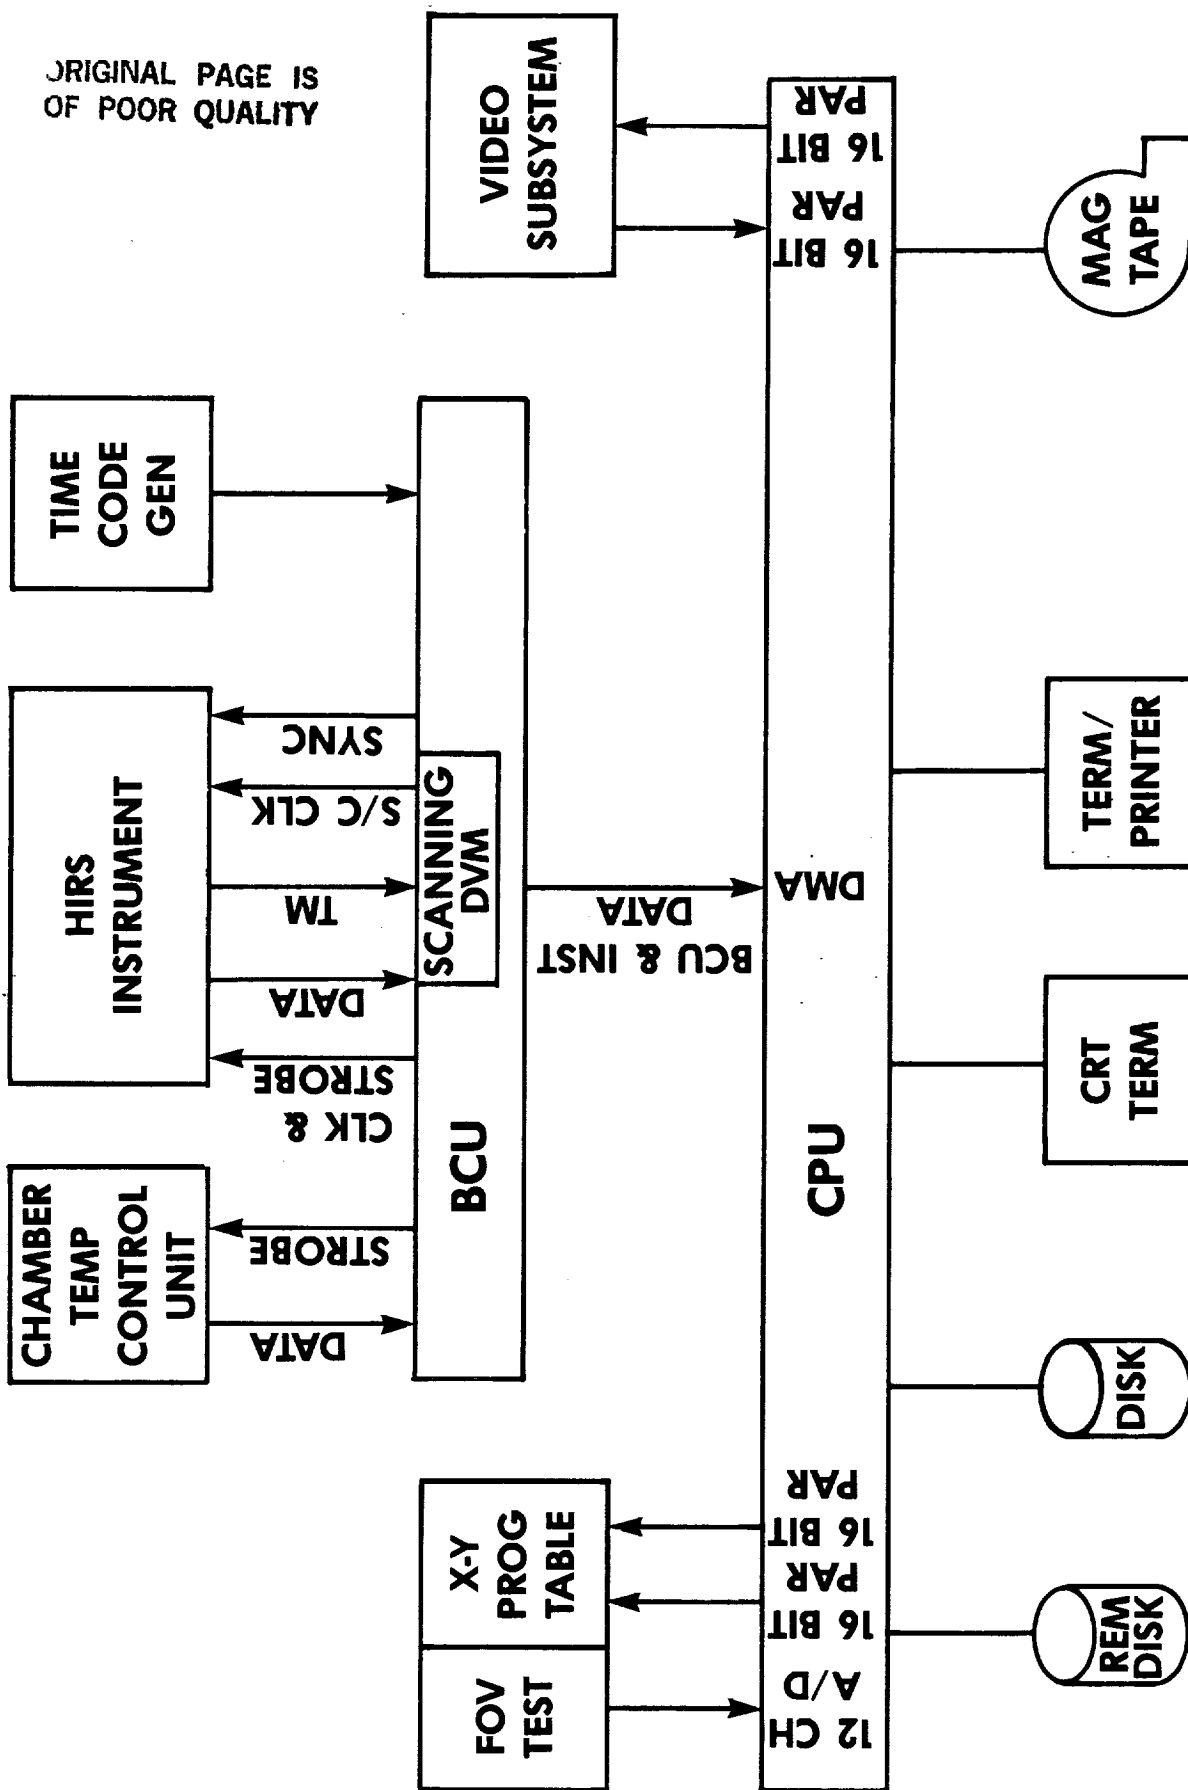 ORIGINAL PAGE IS
OF POOR QUALITY
CHAMBER
TEMP
CONTROL
UNIT
HIRS
INSTRUMENT
TIME
CODE
GEN
DATA
STROBE
CLK &
STROBE
DATA
TM
S/C CLK
SYNC
SCANNING
DVM
BCU
FOV
TEST
X-Y
PROG
TABLE
VIDEO
SUBSYSTEM
BCU & INST
DATA
12 CH
A/D
16 BIT
PAR
16 BIT
PAR
CPU
DMA
16 BIT
PAR
16 BIT
PAR
REM
DISK
DISK
CRT
TERM
TERM/
PRINTER
MAG
TAPE